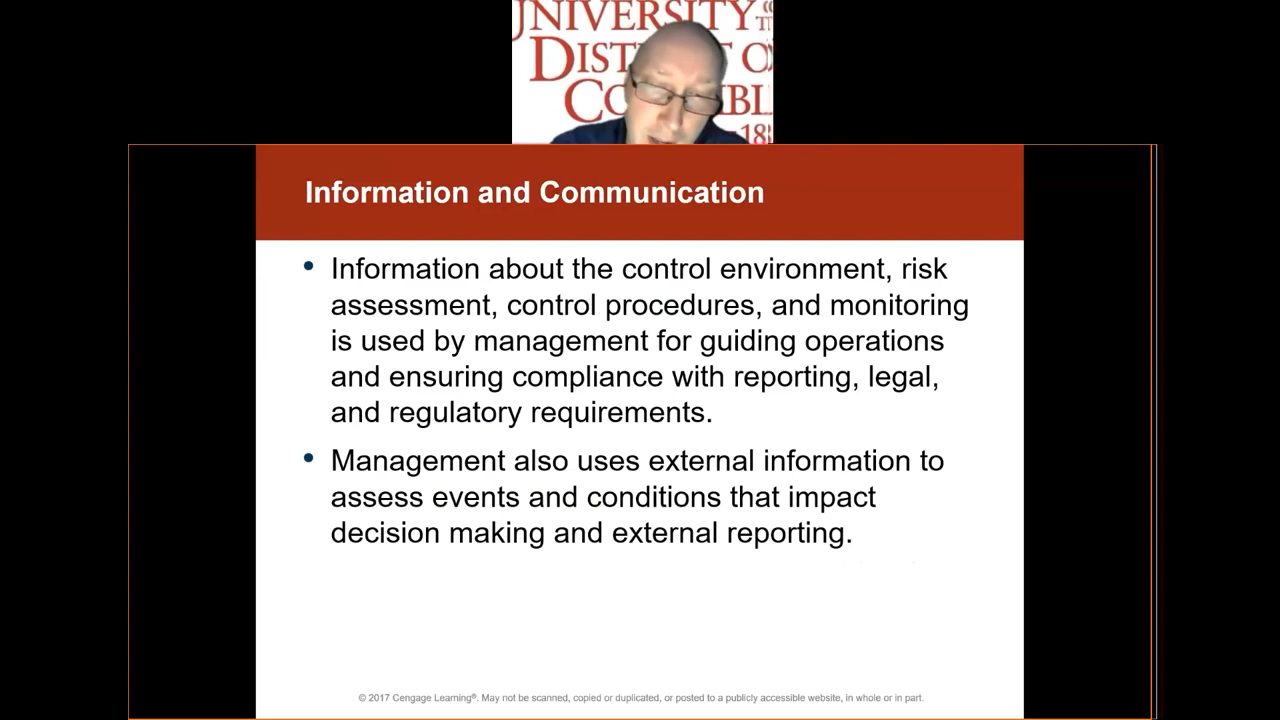 UNIVERSITY
DIST
18
Information and Communication
• Information about the control environment, risk
assessment, control procedures, and monitoring
is used by management for guiding operations
and ensuring compliance with reporting, legal,
and regulatory requirements.
• Management also uses external information to
assess events and conditions that impact
decision making and external reporting.
© 2017 Cengage Learning®. May not be scanned, copied or duplicated, or posted to a publicly accessible website, in whole or in part.